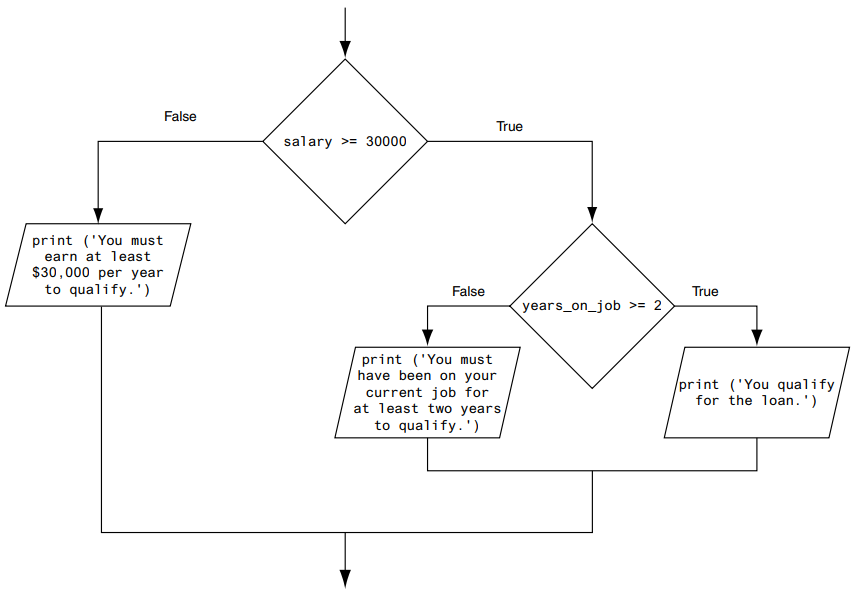 False
True
salary >= 30000
print ('You must
earn at least
$30,000 per year
to qualify.')
False
True
years_on_job >= 2
print ('You must
have been on your
current job for
at least two years
to qualify.')
print ('You qualify
for the loan.')